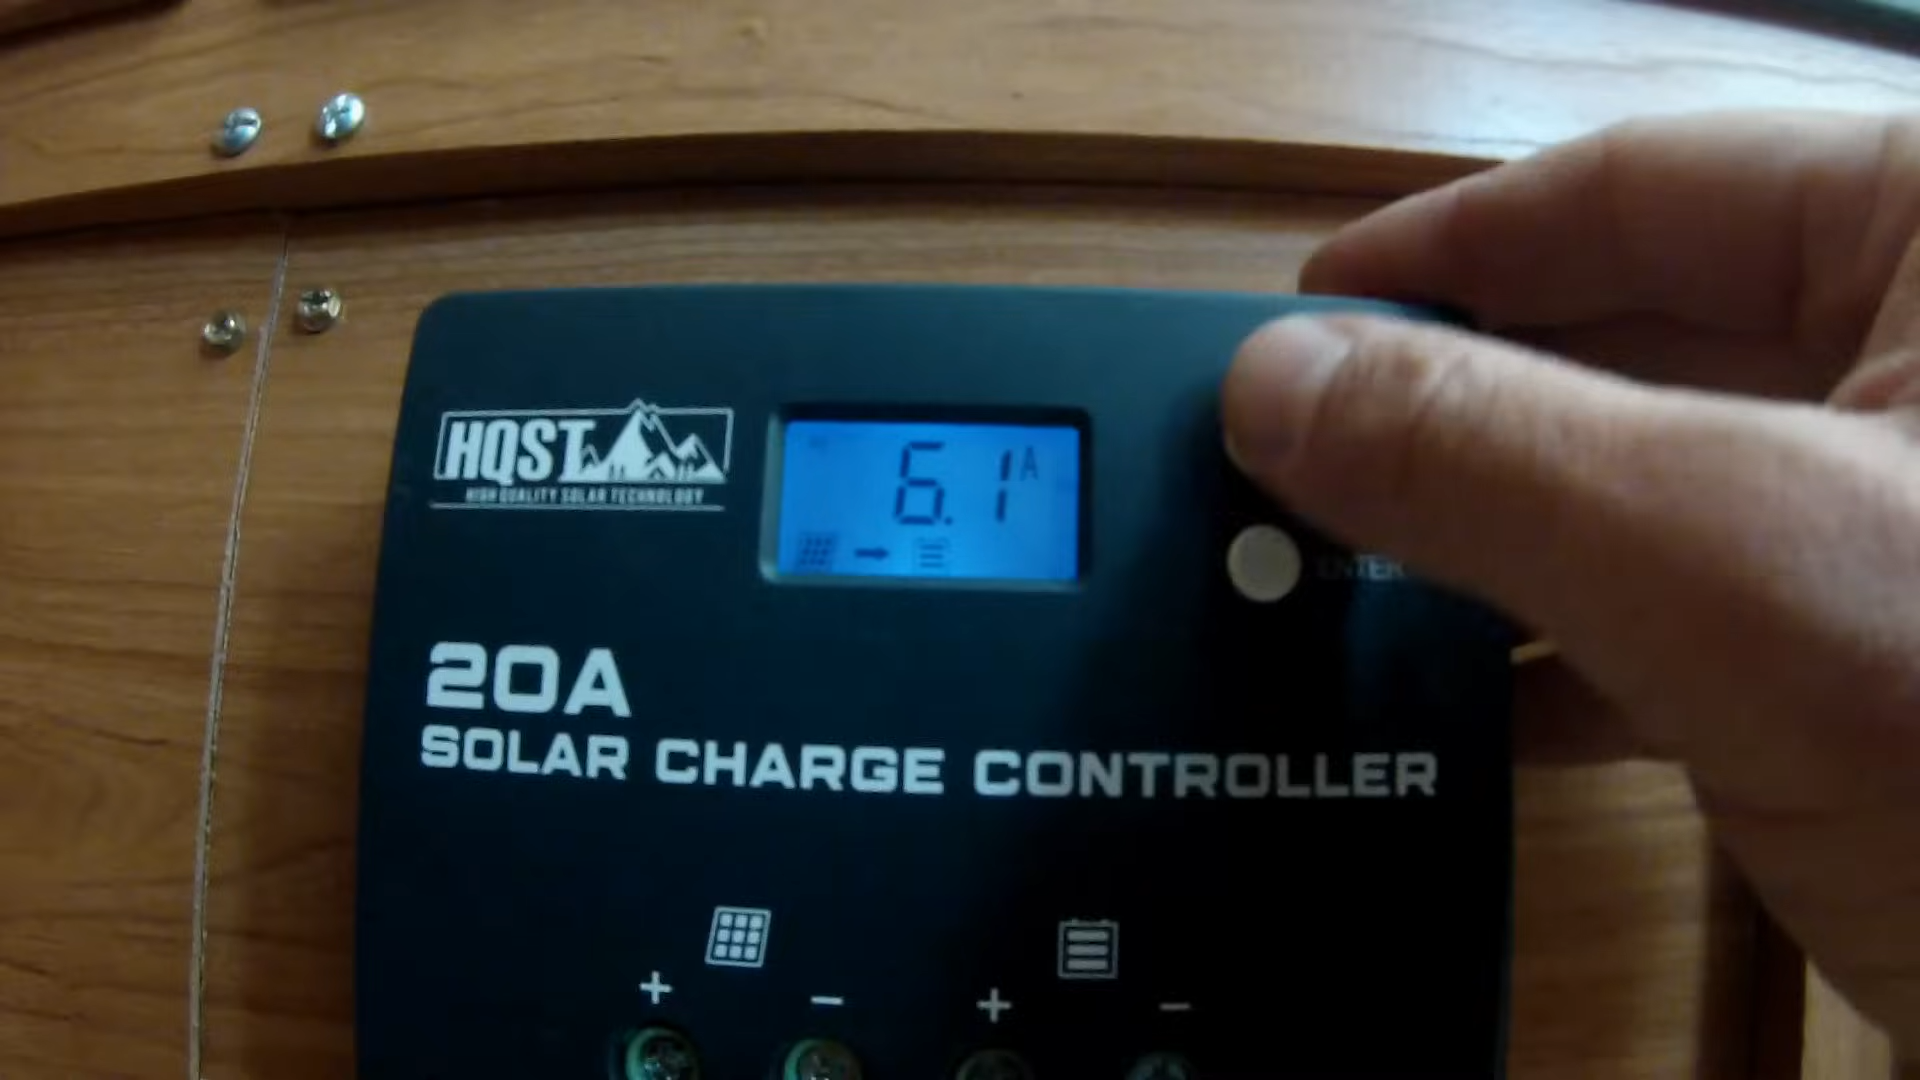 HQST
HIGH QUALITY SOLAR TECHNOLOGY
6.1 A
ENTER
20A
SOLAR CHARGE CONTROLLER
+ − + −